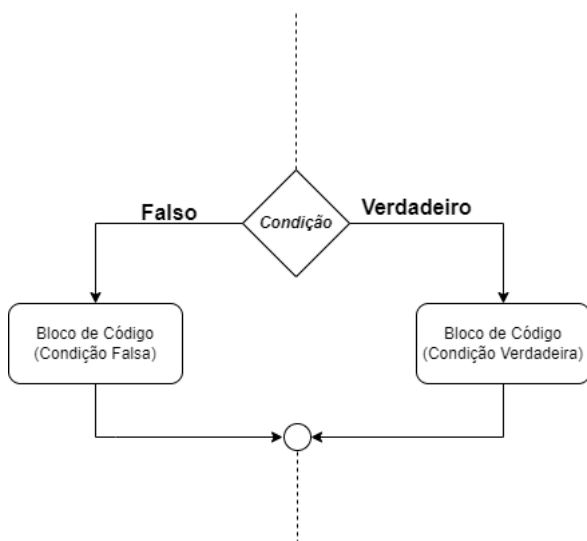 Falso
Condição
Verdadeiro
Bloco de Código
(Condição Falsa)
Bloco de Código
(Condição Verdadeira)